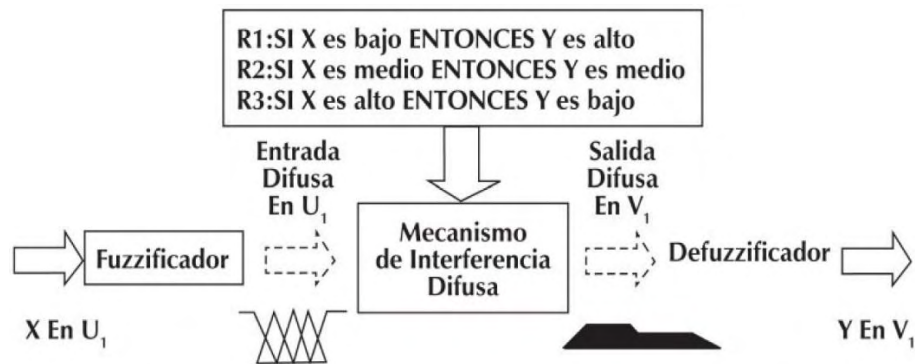 R1:SI X es bajo ENTONCES Y es alto
R2:SI X es medio ENTONCES Y es medio
R3:SI X es alto ENTONCES Y es bajo
Entrada
Difusa
En U₁
Salida
Difusa
En V₁
Fuzzificador
Mecanismo
de Interferencia
Difusa
Defuzzificador
X En U₁
Y En V₁